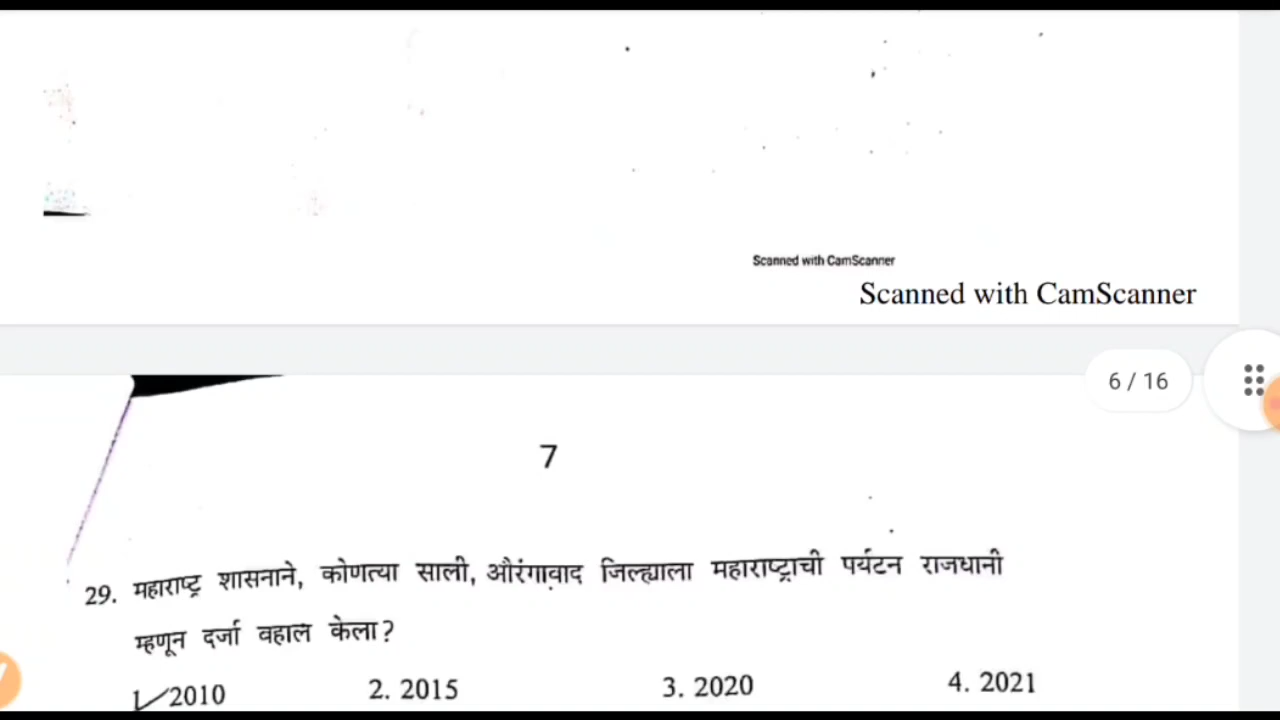 Scanned with CamScanner
Scanned with CamScanner
6 / 16
7
29. महाराष्ट्र शासनाने, कोणत्या साली, औरंगाबाद जिल्ह्याला महाराष्ट्राची पर्यटन राजधानी
म्हणून दर्जा बहाल केला?
1 2010 2. 2015 3. 2020 4. 2021